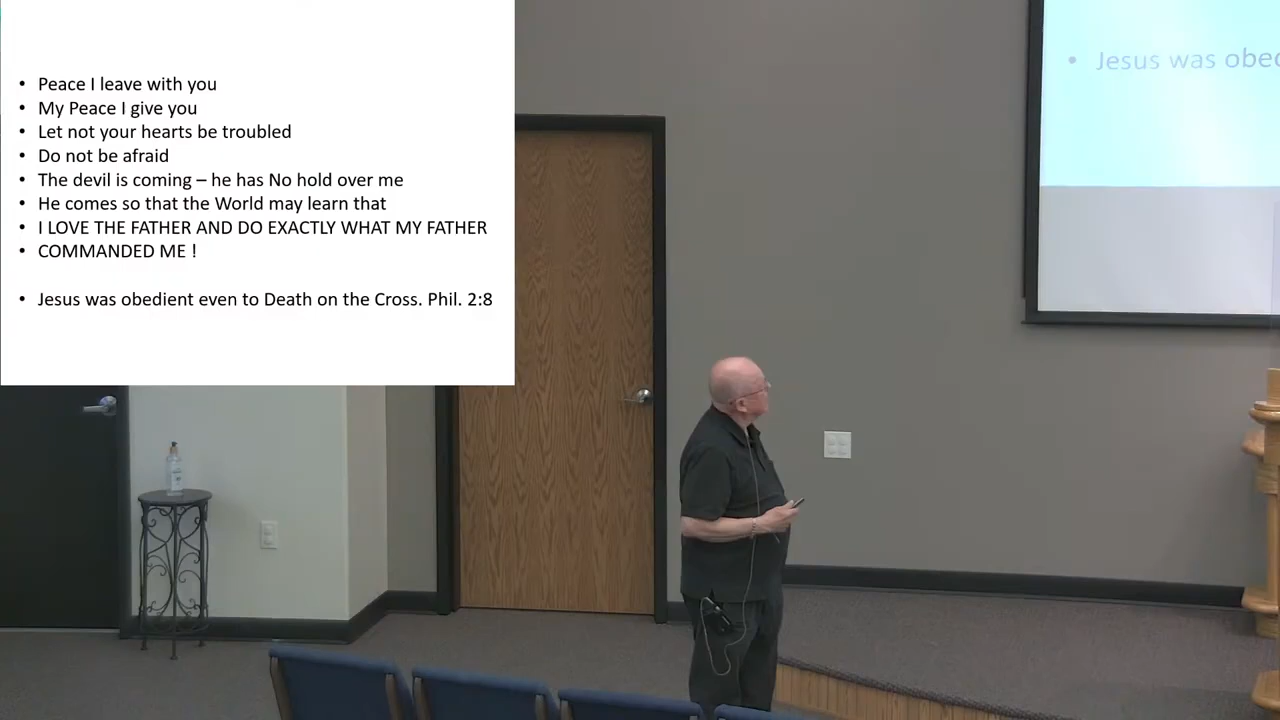 • Peace I leave with you
• My Peace I give you
• Let not your hearts be troubled
• Do not be afraid
• The devil is coming – he has No hold over me
• He comes so that the World may learn that
• I LOVE THE FATHER AND DO EXACTLY WHAT MY FATHER
• COMMANDED ME !
• Jesus was obedient even to Death on the Cross. Phil. 2:8
• Jesus was obed